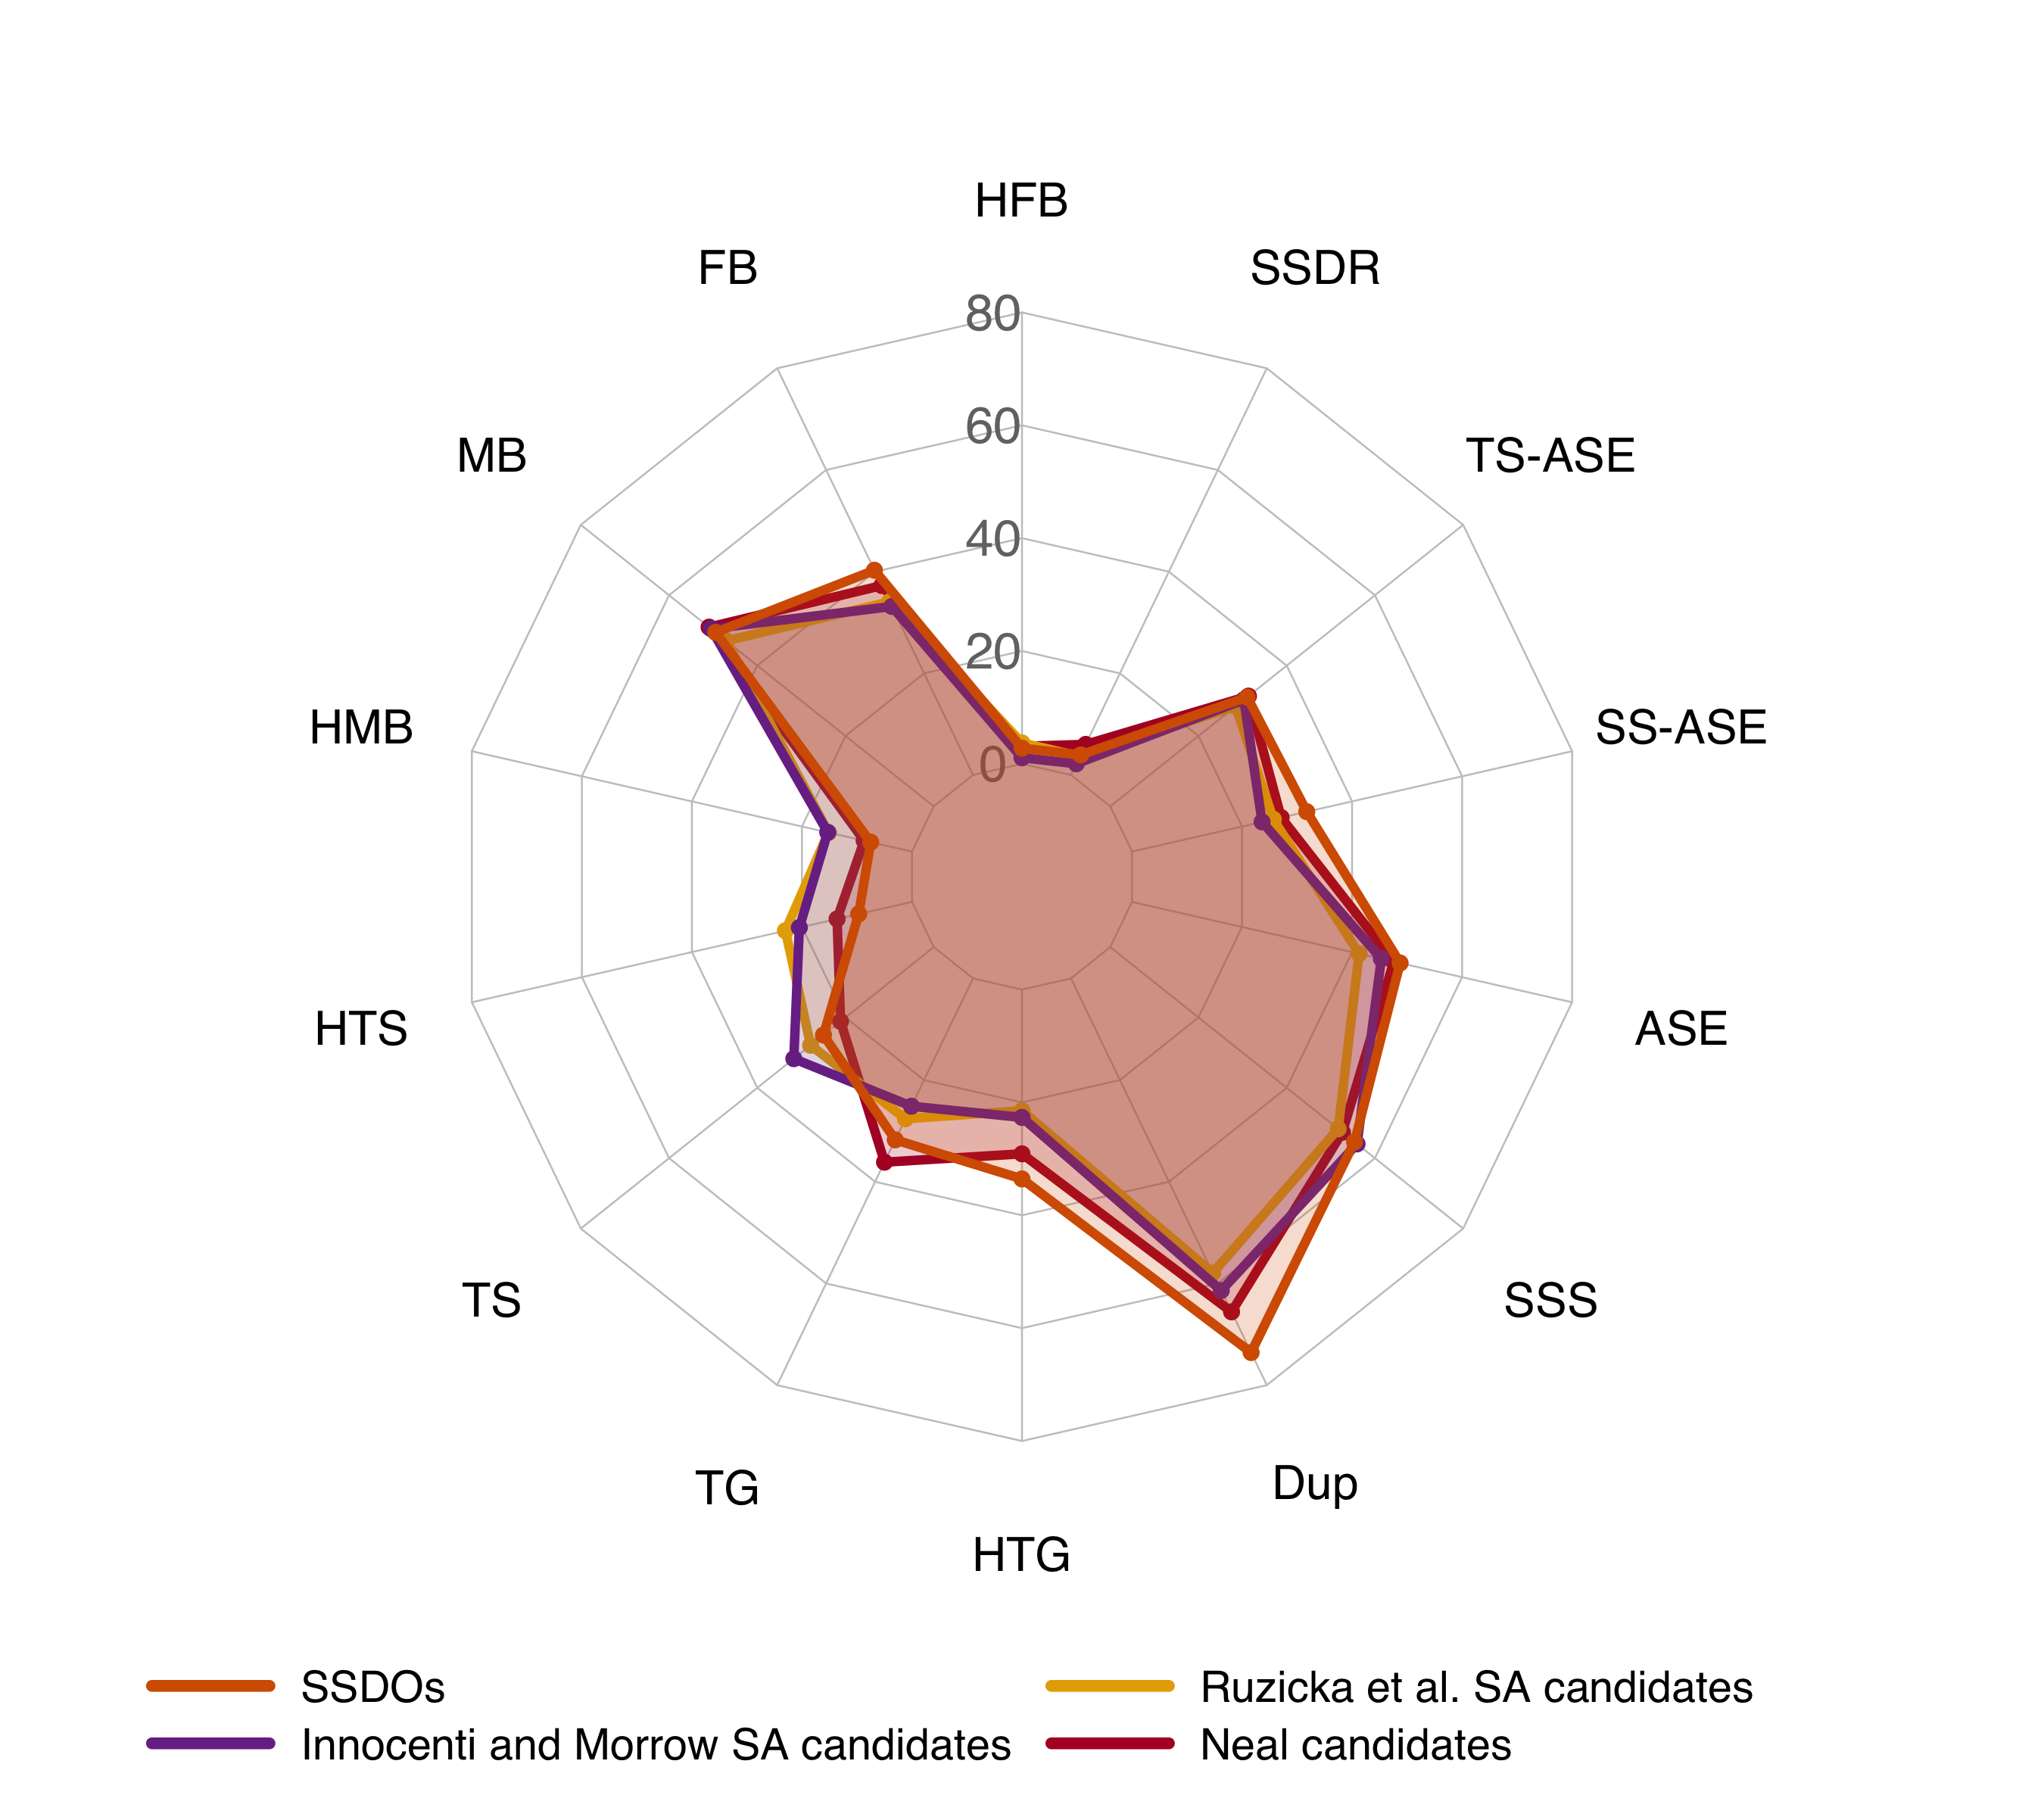 HFB
FB
SSDR
80
60
MB
TS-ASE
40
20
HMB
SS-ASE
0
HTS
ASE
TS
SSS
TG
Dup
HTG
SSDOs
Ruzicka et al. SA candidates
Innocenti and Morrow SA candidates
Neal candidates